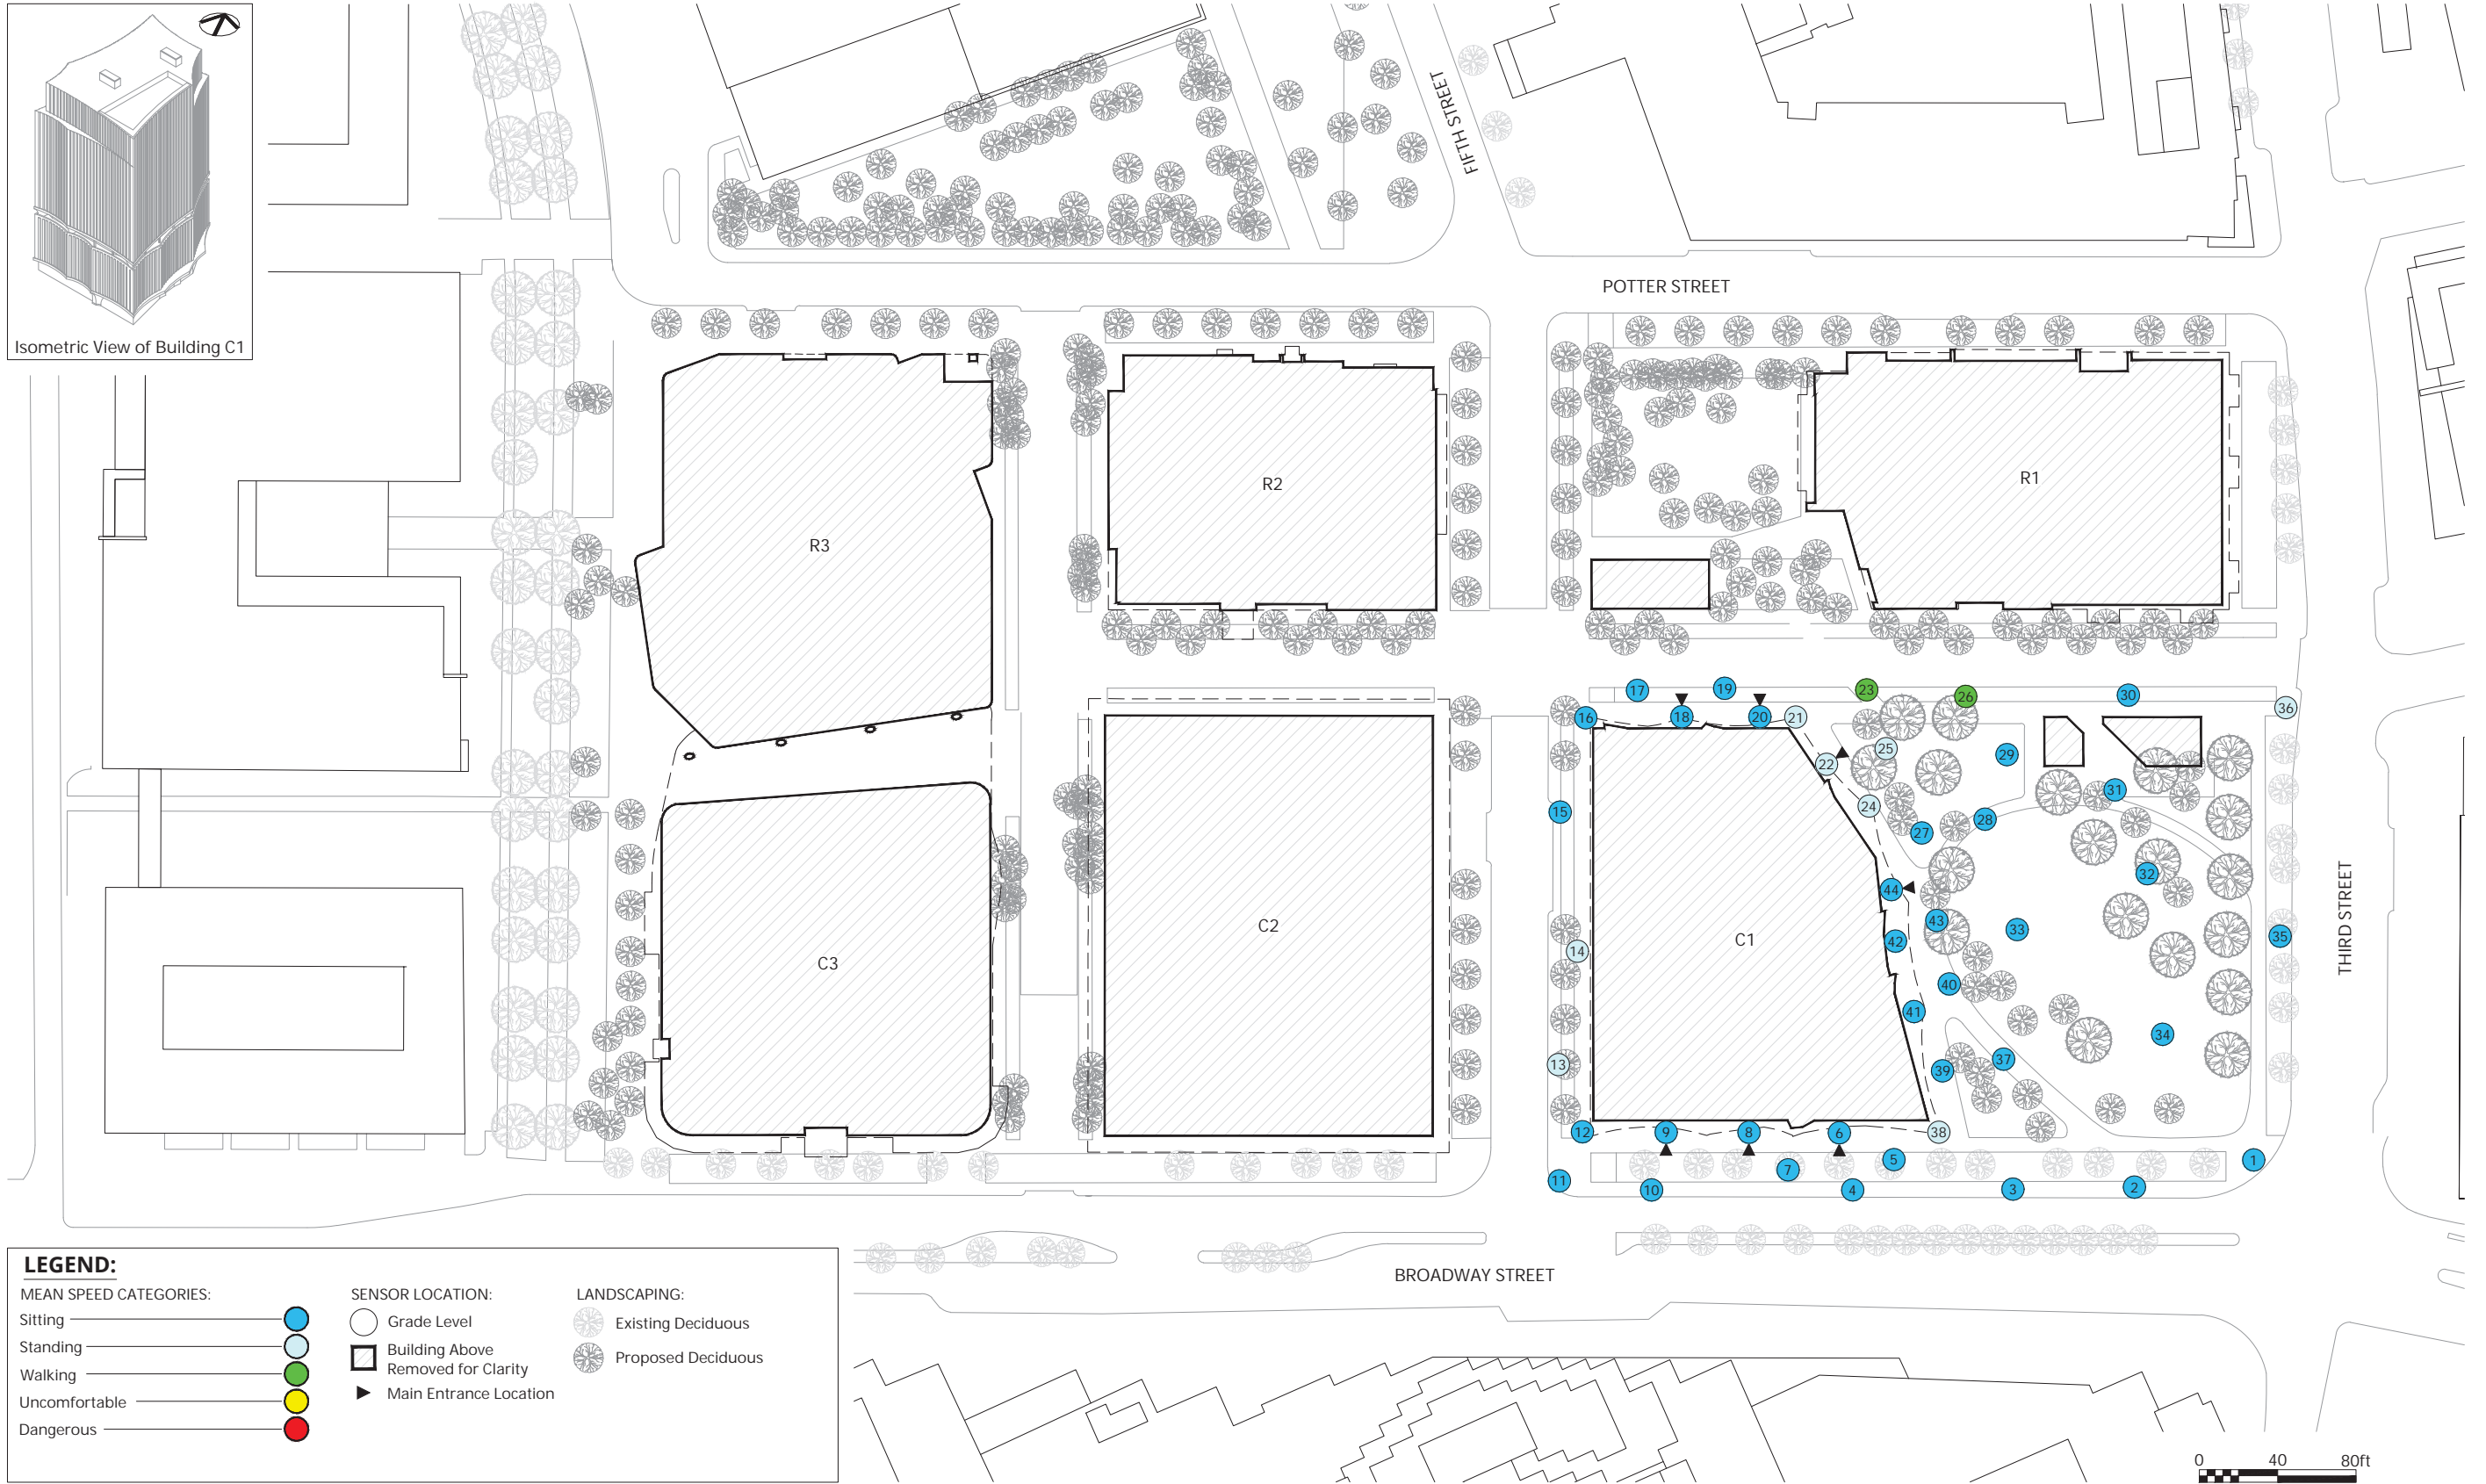 Isometric View of Building C1
FIFTH STREET
POTTER STREET
R3
R2
R1
17
19
23
26
30
36
16
18
20
21
25
22
29
24
31
15
28
27
32
44
43
33
35
42
14
C1
C2
C3
THIRD STREET
40
41
34
37
13
39
12
9
8
6
38
5
1
7
11
10
4
3
2
BROADWAY STREET
LEGEND:
MEAN SPEED CATEGORIES:
Sitting
Standing
Walking
Uncomfortable
Dangerous
SENSOR LOCATION:
Grade Level
Building Above
Removed for Clarity
Main Entrance Location
LANDSCAPING:
Existing Deciduous
Proposed Deciduous
0 40 80ft